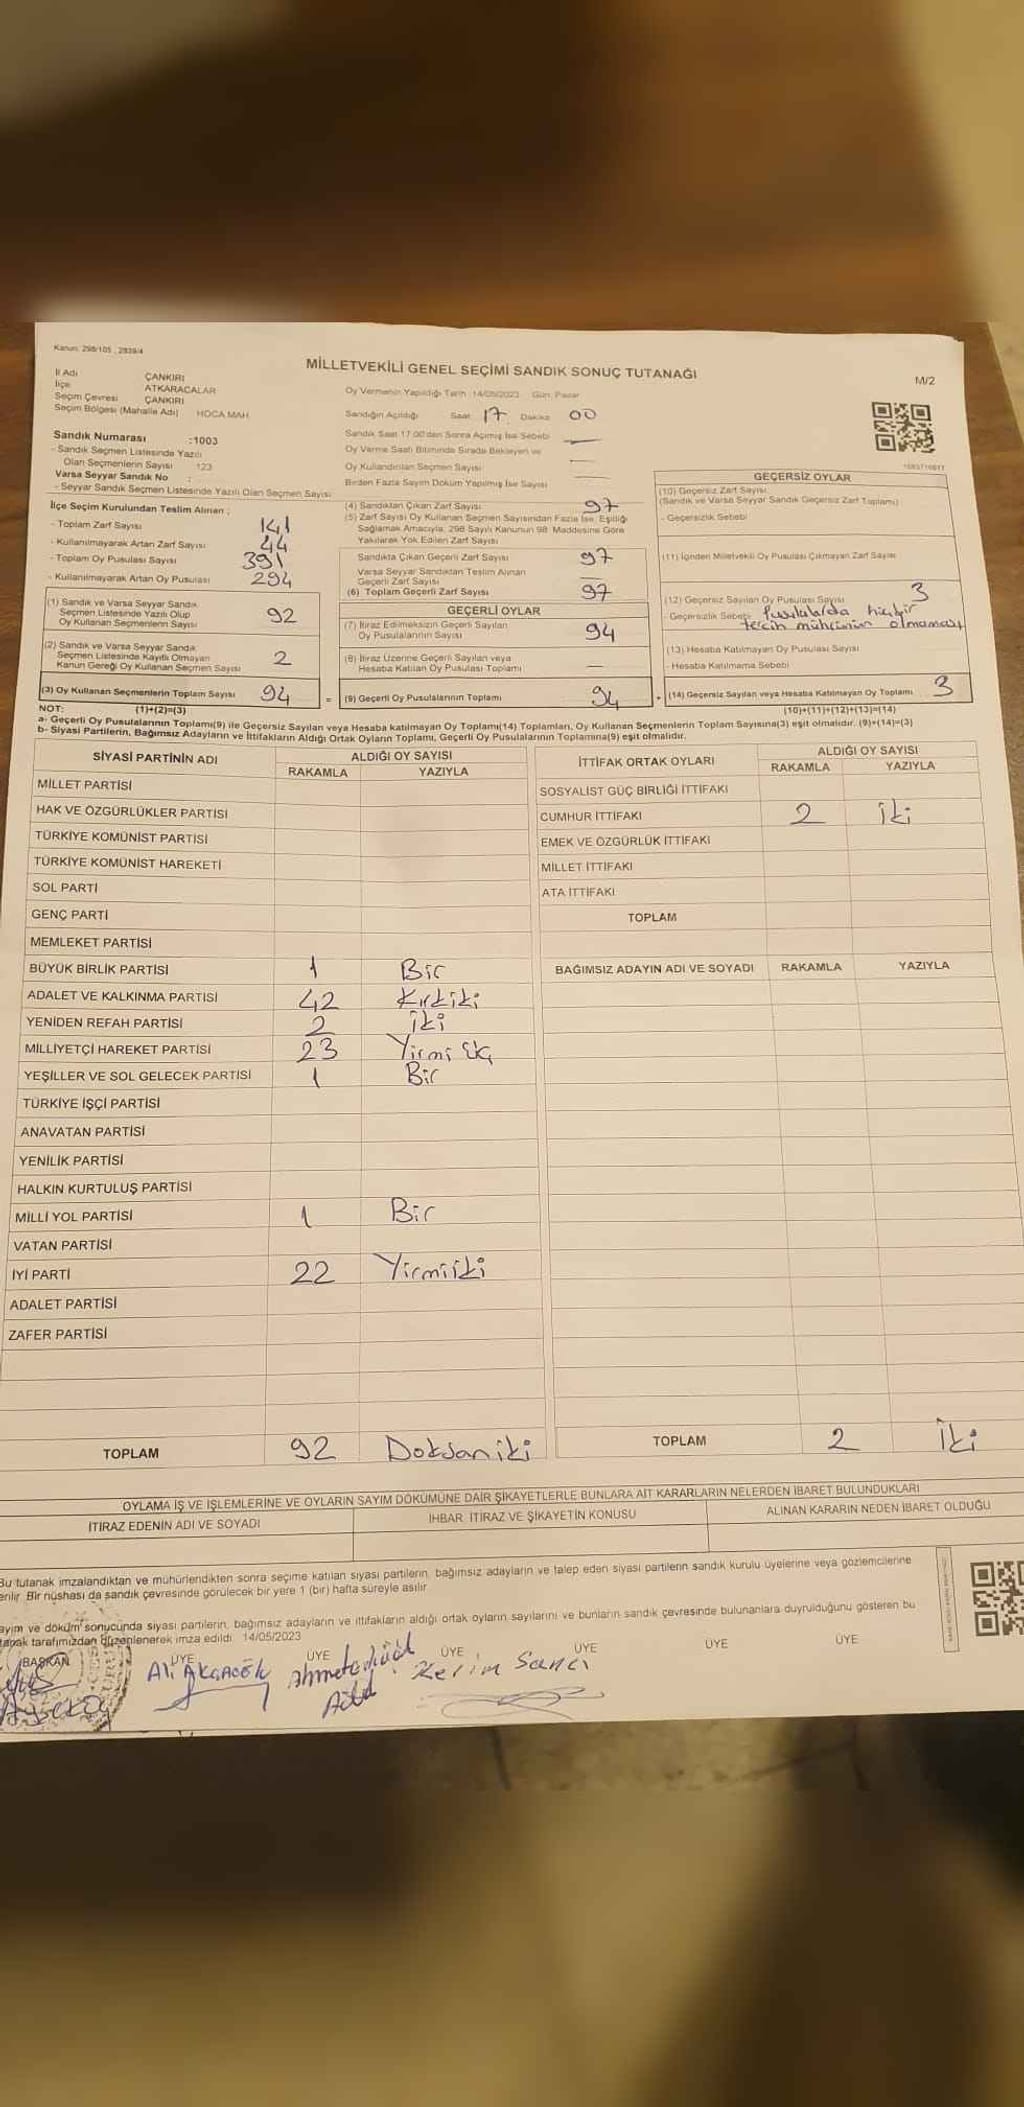 Kanun: 298/105 , 2839/4
MİLLETVEKİLİ GENEL SEÇİMİ SANDIK SONUÇ TUTANAĞI
M/2
İl Adı ÇANKIRI
İlçe ATKARACALAR
Seçim Çevresi ÇANKIRI
Seçim Bölgesi (Mahalle Adı) HOCA MAH.
Sandık Numarası :1003
- Sandık Seçmen Listesinde Yazılı
Olan Seçmenlerin Sayısı 123
Varsa Seyyar Sandık No :
- Seyyar Sandık Seçmen Listesinde Yazılı Olan Seçmen Sayısı
Oy Vermenin Yapıldığı Tarih :14/05/2023 Gün: Pazar
Sandığın Açıldığı Saat: 17 Dakika 00
Sandık Saat 17.00'den Sonra Açılmış İse Sebebi —
Oy Verme Saati Bitiminde Sırada Bekleyen ve
Oy Kullandırılan Seçmen Sayısı —
Birden Fazla Sayım Döküm Yapılmış İse Sayısı
İlçe Seçim Kurulundan Teslim Alınan ;
- Toplam Zarf Sayısı 141
- Kullanılmayarak Artan Zarf Sayısı 44
- Toplam Oy Pusulası Sayısı 391
- Kullanılmayarak Artan Oy Pusulası 294
(1) Sandık ve Varsa Seyyar Sandık
Seçmen Listesinde Yazılı Olup
Oy Kullanan Seçmenlerin Sayısı 92
(2) Sandık ve Varsa Seyyar Sandık
Seçmen Listesinde Kayıtlı Olmayan
Kanun Gereği Oy Kullanan Seçmen Sayısı 2
(3) Oy Kullanan Seçmenlerin Toplam Sayısı 94 =
(4) Sandıktan Çıkan Zarf Sayısı 97
(5) Zarf Sayısı Oy Kullanan Seçmen Sayısından Fazla İse, Eşitliği
Sağlamak Amacıyla, 298 Sayılı Kanunun 98. Maddesine Göre
Yakılarak Yok Edilen Zarf Sayısı
Sandıkta Çıkan Geçerli Zarf Sayısı 97
Varsa Seyyar Sandıktan Teslim Alınan
Geçerli Zarf Sayısı —
(6) Toplam Geçerli Zarf Sayısı 97
GEÇERLİ OYLAR
(7) İtiraz Edilmeksizin Geçerli Sayılan
Oy Pusulalarının Sayısı 94
(8) İtiraz Üzerine Geçerli Sayılan veya
Hesaba Katılan Oy Pusulası Toplamı —
(9) Geçerli Oy Pusulalarının Toplamı 94 +
GEÇERSİZ OYLAR
(10) Geçersiz Zarf Sayısı
(Sandık ve Varsa Seyyar Sandık Geçersiz Zarf Toplamı)
- Geçersizlik Sebebi
(11) İçinden Milletvekili Oy Pusulası Çıkmayan Zarf Sayısı
(12) Geçersiz Sayılan Oy Pusulası Sayısı 3
- Geçersizlik Sebebi Pusulalarda hiçbir
tercih mührünün olmaması
(13) Hesaba Katılmayan Oy Pusulası Sayısı
- Hesaba Katılmama Sebebi
(14) Geçersiz Sayılan veya Hesaba Katılmayan Oy Toplamı 3
NOT: (1)+(2)=(3) (10)+(11)+(12)+(13)=(14)
a- Geçerli Oy Pusulalarının Toplamı(9) ile Geçersiz Sayılan veya Hesaba katılmayan Oy Toplamı(14) Toplamları, Oy Kullanan Seçmenlerin Toplam Sayısına(3) eşit olmalıdır. (9)+(14)=(3)
b- Siyasi Partilerin, Bağımsız Adayların ve İttifakların Aldığı Ortak Oyların Toplamı, Geçerli Oy Pusulalarının Toplamına(9) eşit olmalıdır.
SİYASİ PARTİNİN ADI ALDIĞI OY SAYISI
RAKAMLA YAZIYLA
MİLLET PARTİSİ
HAK VE ÖZGÜRLÜKLER PARTİSİ
TÜRKİYE KOMÜNİST PARTİSİ
TÜRKİYE KOMÜNİST HAREKETİ
SOL PARTİ
GENÇ PARTİ
MEMLEKET PARTİSİ
BÜYÜK BİRLİK PARTİSİ 1 Bir
ADALET VE KALKINMA PARTİSİ 42 Kırkiki
YENİDEN REFAH PARTİSİ 2 iki
MİLLİYETÇİ HAREKET PARTİSİ 23 Yirmi üç
YEŞİLLER VE SOL GELECEK PARTİSİ 1 Bir
TÜRKİYE İŞÇİ PARTİSİ
ANAVATAN PARTİSİ
YENİLİK PARTİSİ
HALKIN KURTULUŞ PARTİSİ
MİLLİ YOL PARTİSİ 1 Bir
VATAN PARTİSİ
İYİ PARTİ 22 Yirmiiki
ADALET PARTİSİ
ZAFER PARTİSİ
TOPLAM 92 Doksaniki
İTTİFAK ORTAK OYLARI ALDIĞI OY SAYISI
RAKAMLA YAZIYLA
SOSYALİST GÜÇ BİRLİĞİ İTTİFAKI
CUMHUR İTTİFAKI 2 İki
EMEK VE ÖZGÜRLÜK İTTİFAKI
MİLLET İTTİFAKI
ATA İTTİFAKI
TOPLAM
BAĞIMSIZ ADAYIN ADI VE SOYADI RAKAMLA YAZIYLA
TOPLAM 2 İki
OYLAMA İŞ VE İŞLEMLERİNE VE OYLARIN SAYIM DÖKÜMÜNE DAİR ŞİKAYETLERLE BUNLARA AİT KARARLARIN NELERDEN İBARET BULUNDUKLARI
İTİRAZ EDENİN ADI VE SOYADI İHBAR İTİRAZ VE ŞİKAYETİN KONUSU ALINAN KARARIN NEDEN İBARET OLDUĞU
Bu tutanak imzalandıktan ve mühürlendikten sonra seçime katılan siyasi partilerin, bağımsız adayların ve talep eden siyasi partilerin sandık kurulu üyelerine veya gözlemcilerine
Bir nüshası da sandık çevresinde görülecek bir yere 1 (bir) hafta süreyle asılır.
ve döküm sonucunda siyasi partilerin, bağımsız adayların ve ittifakların aldığı ortak oyların sayılarını ve bunların sandık çevresinde bulunanlara duyrulduğunu gösteren bu
tarafımızdan düzenlenerek imza edildi. 14/05/2023
BAŞKAN ÜYE ÜYE ÜYE ÜYE ÜYE ÜYE
Ali Kerim